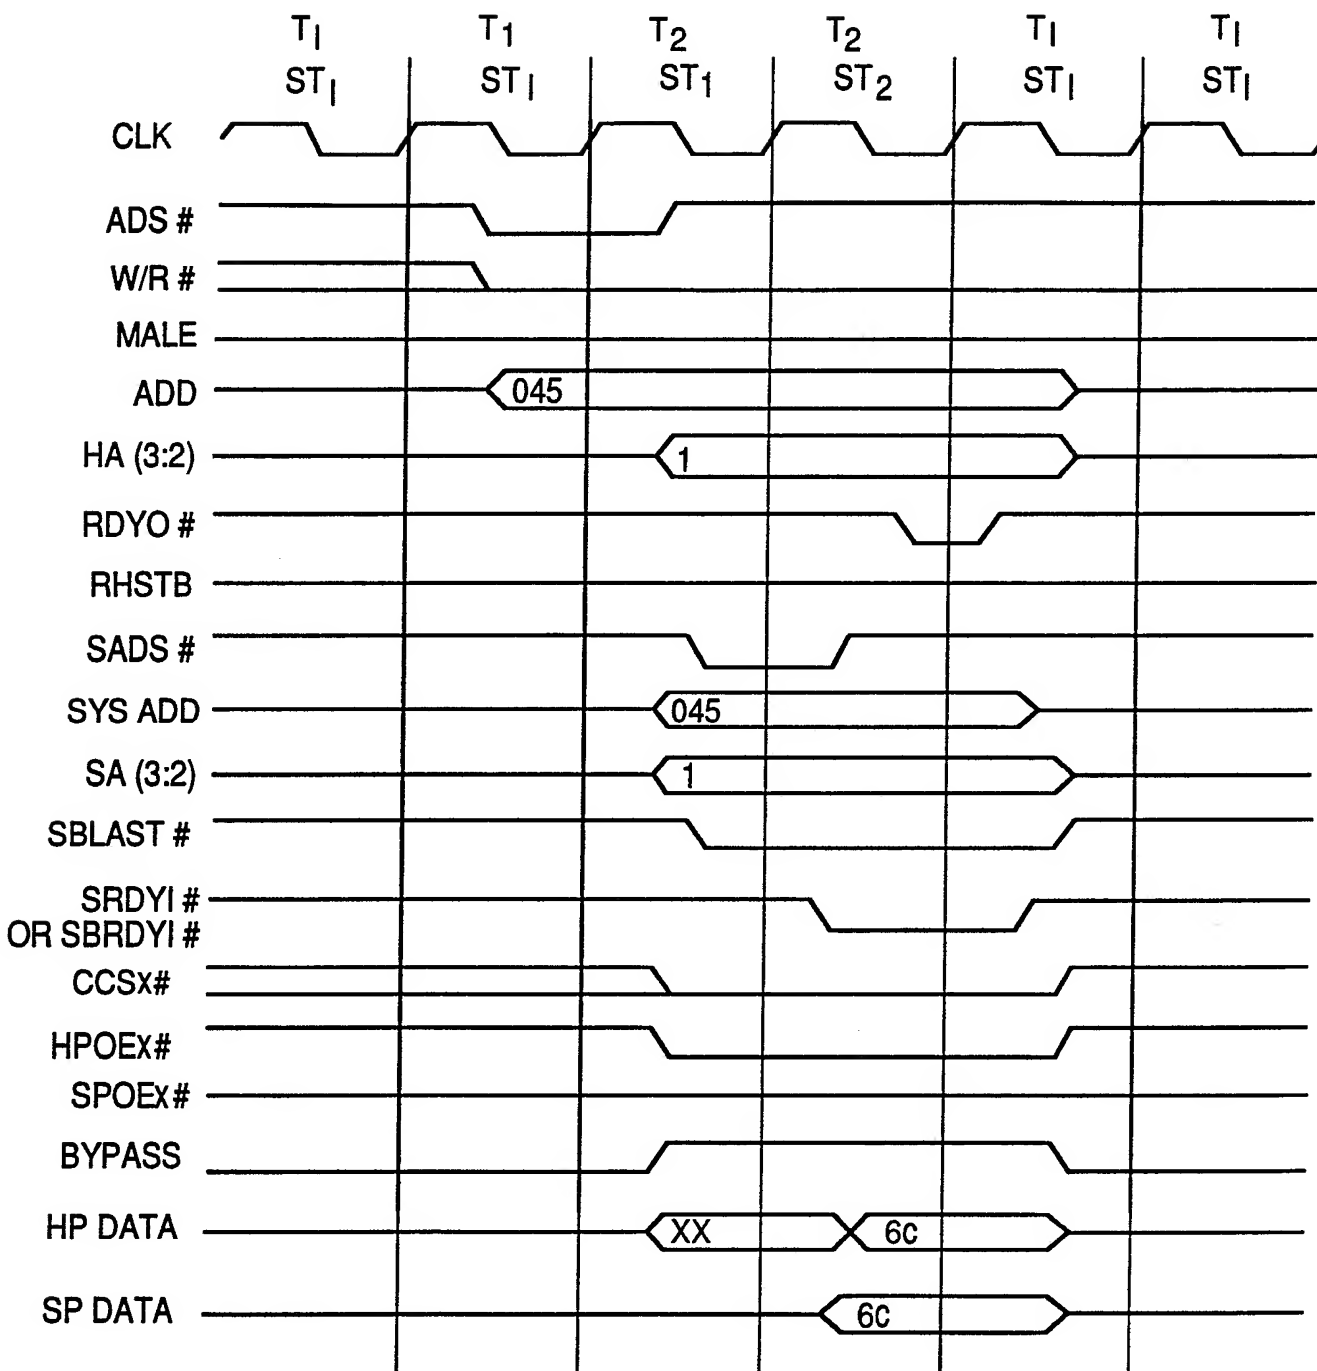 TI T1 T2 T2 TI TI
STI STI ST1 ST2 STI STI
CLK
ADS #
W/R #
MALE
ADD 045
HA (3:2) 1
RDYO #
RHSTB
SADS #
SYS ADD 045
SA (3:2) 1
SBLAST #
SRDYI #
OR SBRDYI #
CCSX#
HPOEX#
SPOEX#
BYPASS
HP DATA XX 6C
SP DATA 6C